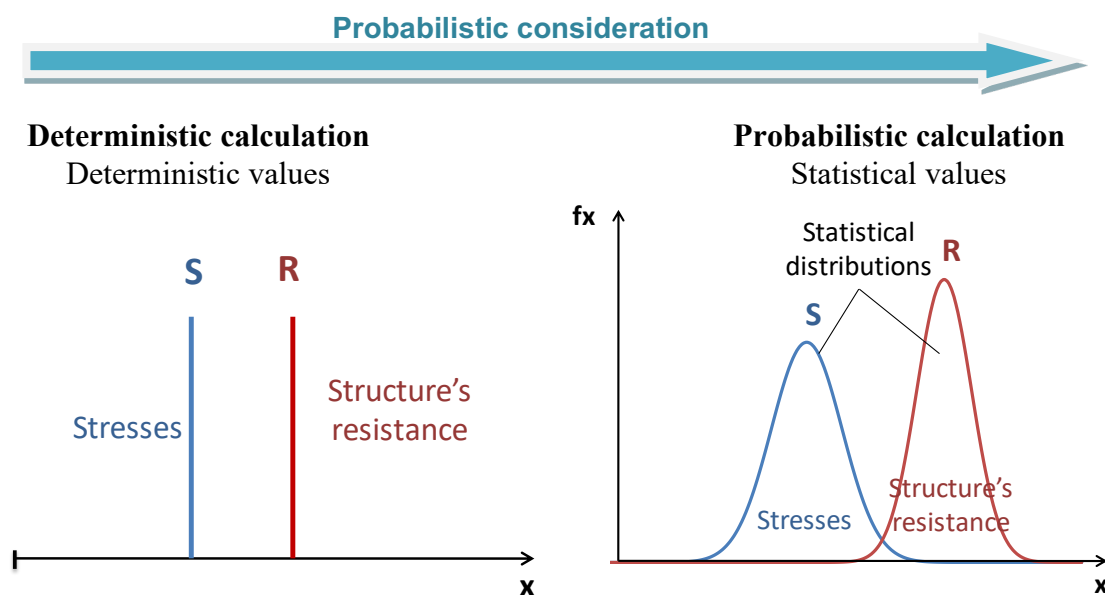 Probabilistic consideration
Deterministic calculation
Deterministic values
S
R
Stresses
Structure's
resistance
x
Probabilistic calculation
Statistical values
fx
Statistical
distributions
R
S
Stresses
Structure's
resistance
x